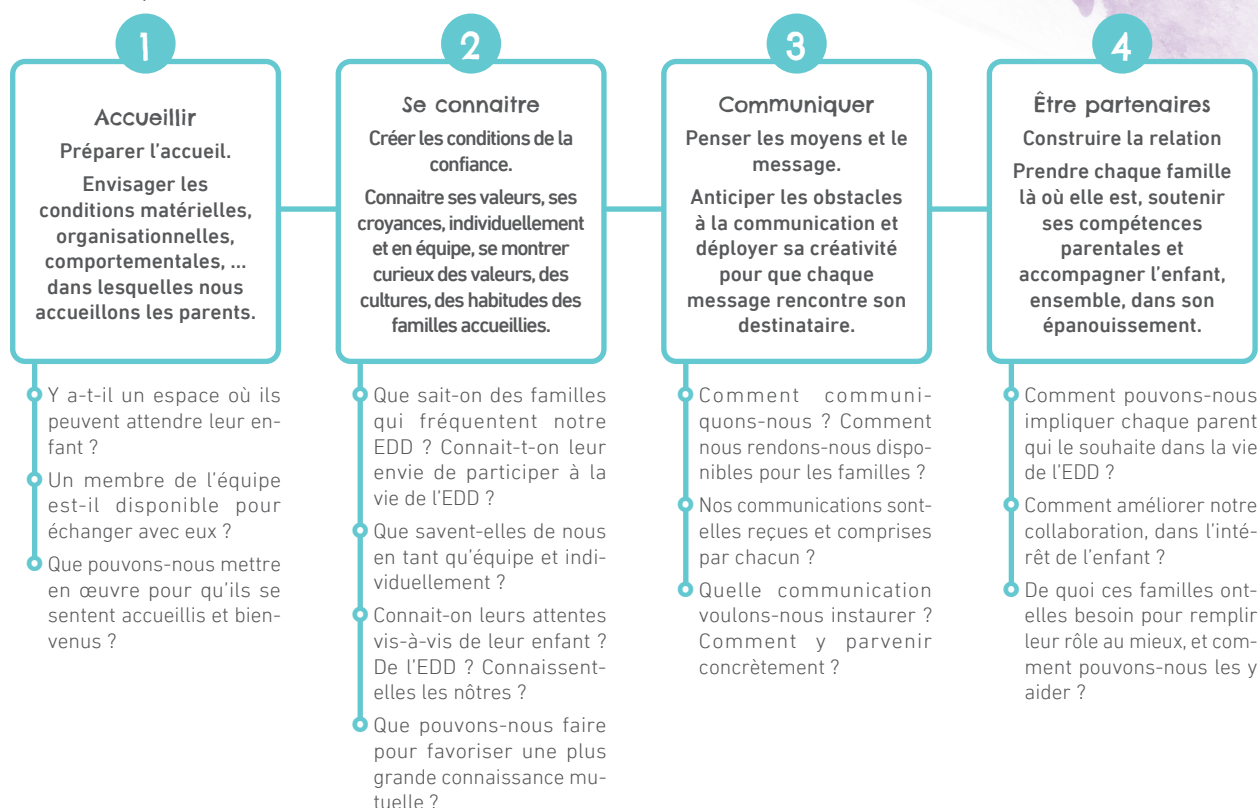 1
Accueillir
Préparer l’accueil.
Envisager les
conditions matérielles,
organisationnelles,
comportementales, ...
dans lesquelles nous
accueillons les parents.
Y a-t-il un espace où ils
peuvent attendre leur en-
fant ?
Un membre de l’équipe
est-il disponible pour
échanger avec eux ?
Que pouvons-nous mettre
en œuvre pour qu’ils se
sentent accueillis et bien-
venus ?
2
Se connaitre
Créer les conditions de la
confiance.
Connaitre ses valeurs, ses
croyances, individuellement
et en équipe, se montrer
curieux des valeurs, des
cultures, des habitudes des
familles accueillies.
Que sait-on des familles
qui fréquentent notre
EDD ? Connait-t-on leur
envie de participer à la
vie de l’EDD ?
Que savent-elles de nous
en tant qu’équipe et indi-
viduellement ?
Connait-on leurs attentes
vis-à-vis de leur enfant ?
De l’EDD ? Connaissent-
elles les nôtres ?
Que pouvons-nous faire
pour favoriser une plus
grande connaissance mu-
tuelle ?
3
Communiquer
Penser les moyens et le
message.
Anticiper les obstacles
à la communication et
déployer sa créativité
pour que chaque
message rencontre son
destinataire.
Comment communi-
quons-nous ? Comment
nous rendons-nous dispo-
nibles pour les familles ?
Nos communications sont-
elles reçues et comprises
par chacun ?
Quelle communication
voulons-nous instaurer ?
Comment y parvenir
concrètement ?
4
Être partenaires
Construire la relation
Prendre chaque famille
là où elle est, soutenir
ses compétences
parentales et
accompagner l’enfant,
ensemble, dans son
épanouissement.
Comment pouvons-nous
impliquer chaque parent
qui le souhaite dans la vie
de l’EDD ?
Comment améliorer notre
collaboration, dans l’inté-
rêt de l’enfant ?
De quoi ces familles ont-
elles besoin pour remplir
leur rôle au mieux, et com-
ment pouvons-nous les y
aider ?